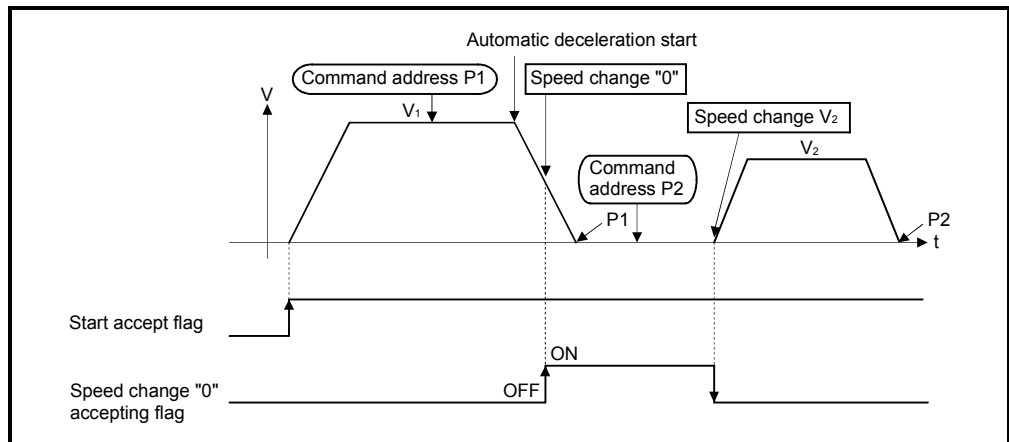 Automatic deceleration start
Command address P1
Speed change "0"
V
V1
Speed change V2
V2
Command
address P2
P1
P2
t
Start accept flag
ON
OFF
Speed change "0"
accepting flag